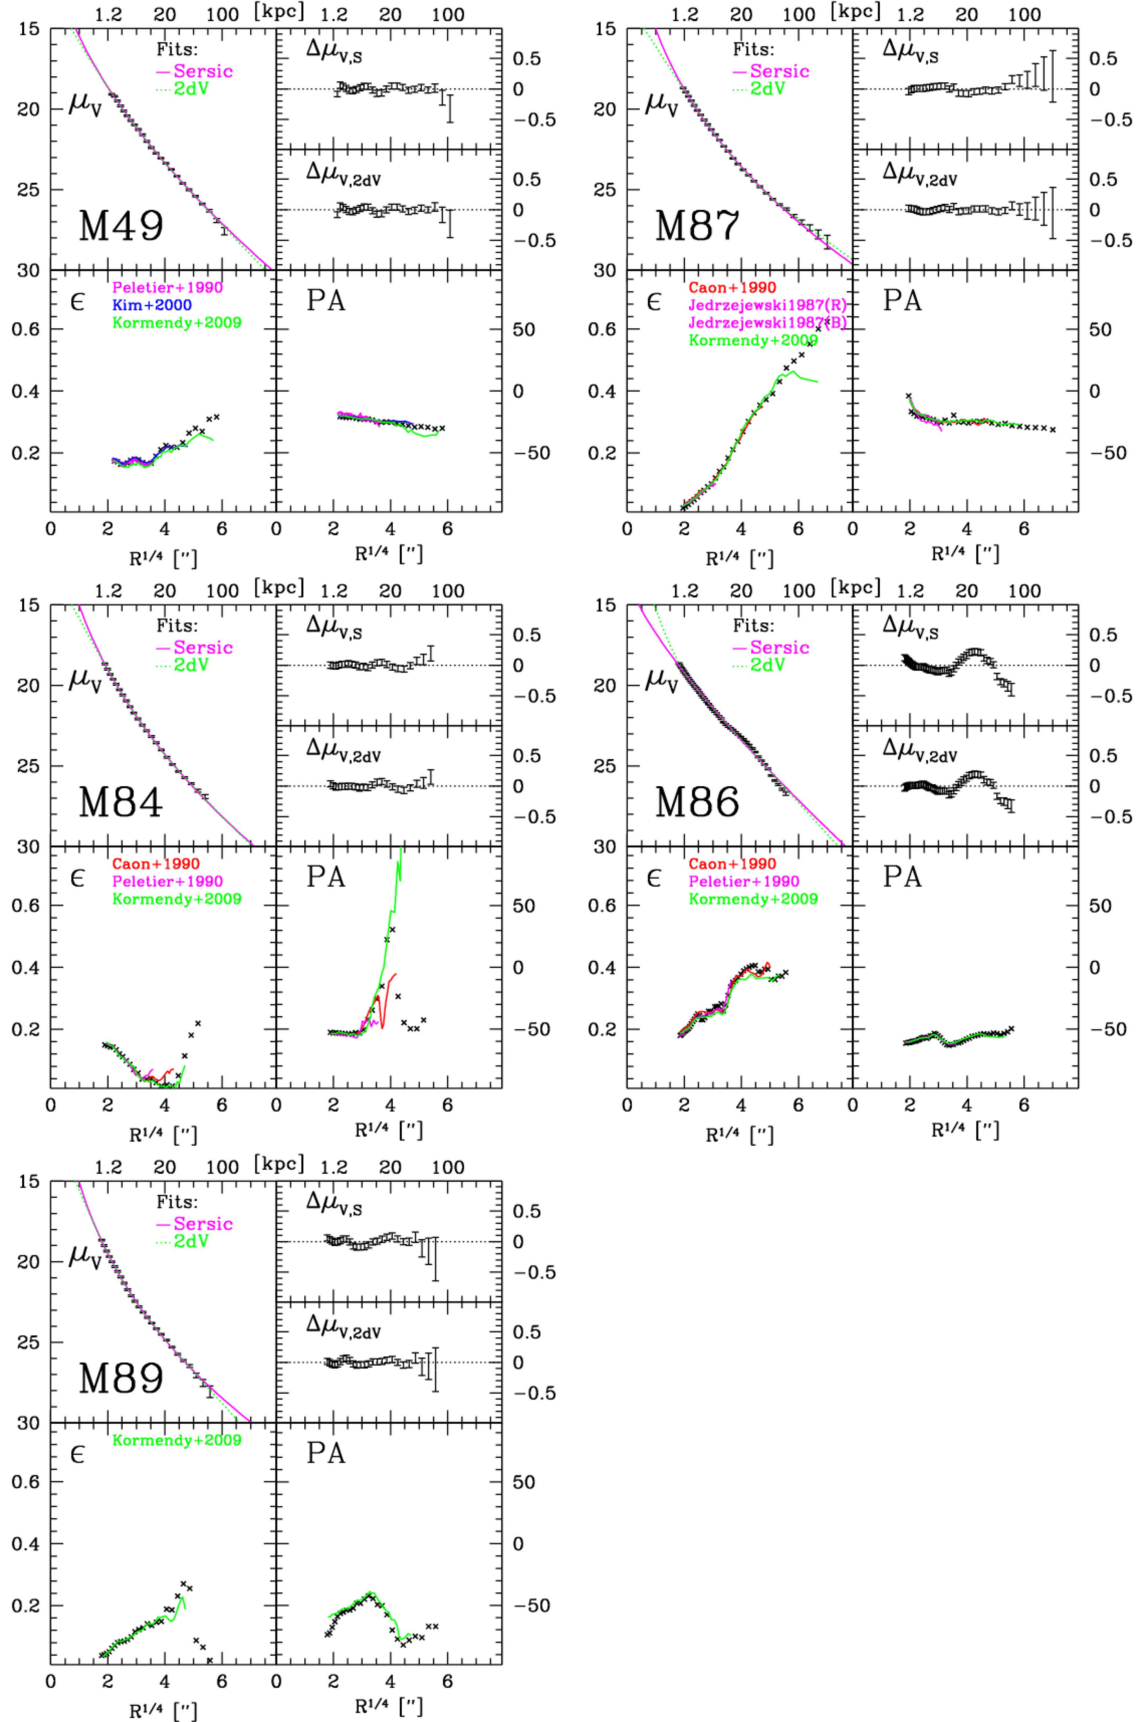 1.2 20 100 [kpc] 1.2 20 100
15 20 25 30
Fits:
Sersic
2dV
μV
M49
ΔμV,S
0.5 0 −0.5
ΔμV,2dV
0.5 0 −0.5
ϵ
Peletier+1990
Kim+2000
Kormendy+2009
0.6 0.4 0.2
PA
50 0 −50
0 2 4 6 0 2 4 6
R1/4 [″] R1/4 [″]
1.2 20 100 [kpc] 1.2 20 100
15 20 25 30
Fits:
Sersic
2dV
μV
M87
ΔμV,S
0.5 0 −0.5
ΔμV,2dV
0.5 0 −0.5
ϵ
Caon+1990
Jedrzejewski1987(R)
Jedrzejewski1987(B)
Kormendy+2009
0.6 0.4 0.2
PA
50 0 −50
0 2 4 6 0 2 4 6
R1/4 [″] R1/4 [″]
1.2 20 100 [kpc] 1.2 20 100
15 20 25 30
Fits:
Sersic
2dV
μV
M84
ΔμV,S
0.5 0 −0.5
ΔμV,2dV
0.5 0 −0.5
ϵ
Caon+1990
Peletier+1990
Kormendy+2009
0.6 0.4 0.2
PA
50 0 −50
0 2 4 6 0 2 4 6
R1/4 [″] R1/4 [″]
1.2 20 100 [kpc] 1.2 20 100
15 20 25 30
Fits:
Sersic
2dV
μV
M86
ΔμV,S
0.5 0 −0.5
ΔμV,2dV
0.5 0 −0.5
ϵ
Caon+1990
Peletier+1990
Kormendy+2009
0.6 0.4 0.2
PA
50 0 −50
0 2 4 6 0 2 4 6
R1/4 [″] R1/4 [″]
1.2 20 100 [kpc] 1.2 20 100
15 20 25 30
Fits:
Sersic
2dV
μV
M89
ΔμV,S
0.5 0 −0.5
ΔμV,2dV
0.5 0 −0.5
ϵ
Kormendy+2009
0.6 0.4 0.2
PA
50 0 −50
0 2 4 6 0 2 4 6
R1/4 [″] R1/4 [″]